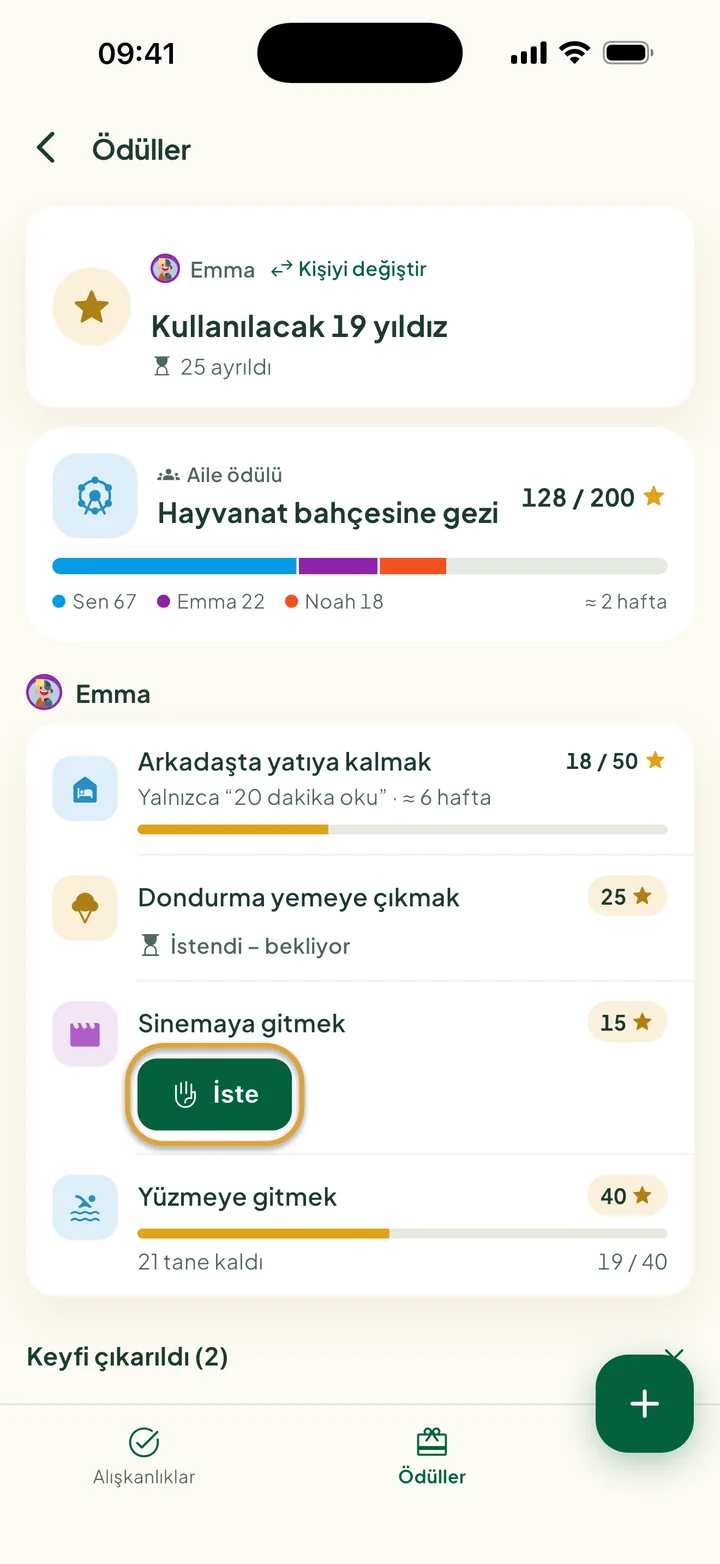 09:41
Ödüller
Emma Kişiyi değiştir
Kullanılacak 19 yıldız
25 ayrıldı
Aile ödülü
Hayvanat bahçesine gezi
128 / 200
Sen 67 Emma 22 Noah 18 ≈ 2 hafta
Emma
Arkadaşta yatıya kalmak 18 / 50
Yalnızca “20 dakika oku” · ≈ 6 hafta
Dondurma yemeye çıkmak 25
İstendi – bekliyor
Sinemaya gitmek 15
İste
Yüzmeye gitmek 40
21 tane kaldı 19 / 40
Keyfi çıkarıldı (2)
Alışkanlıklar Ödüller